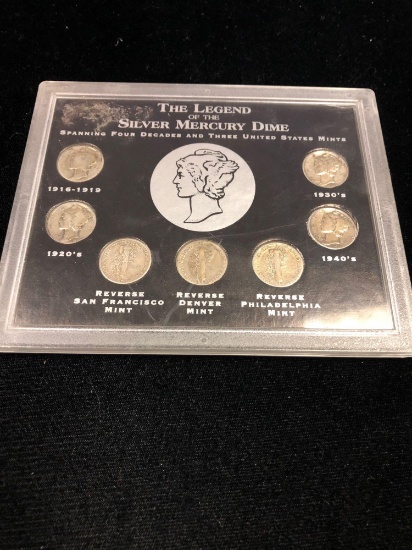 The Legend
of the
Silver Mercury Dime
Spanning Four Decades and Three United States Mints
1916-1919
1930's
1920's
1940's
Reverse
San Francisco
Mint
Reverse
Denver
Mint
Reverse
Philadelphia
Mint